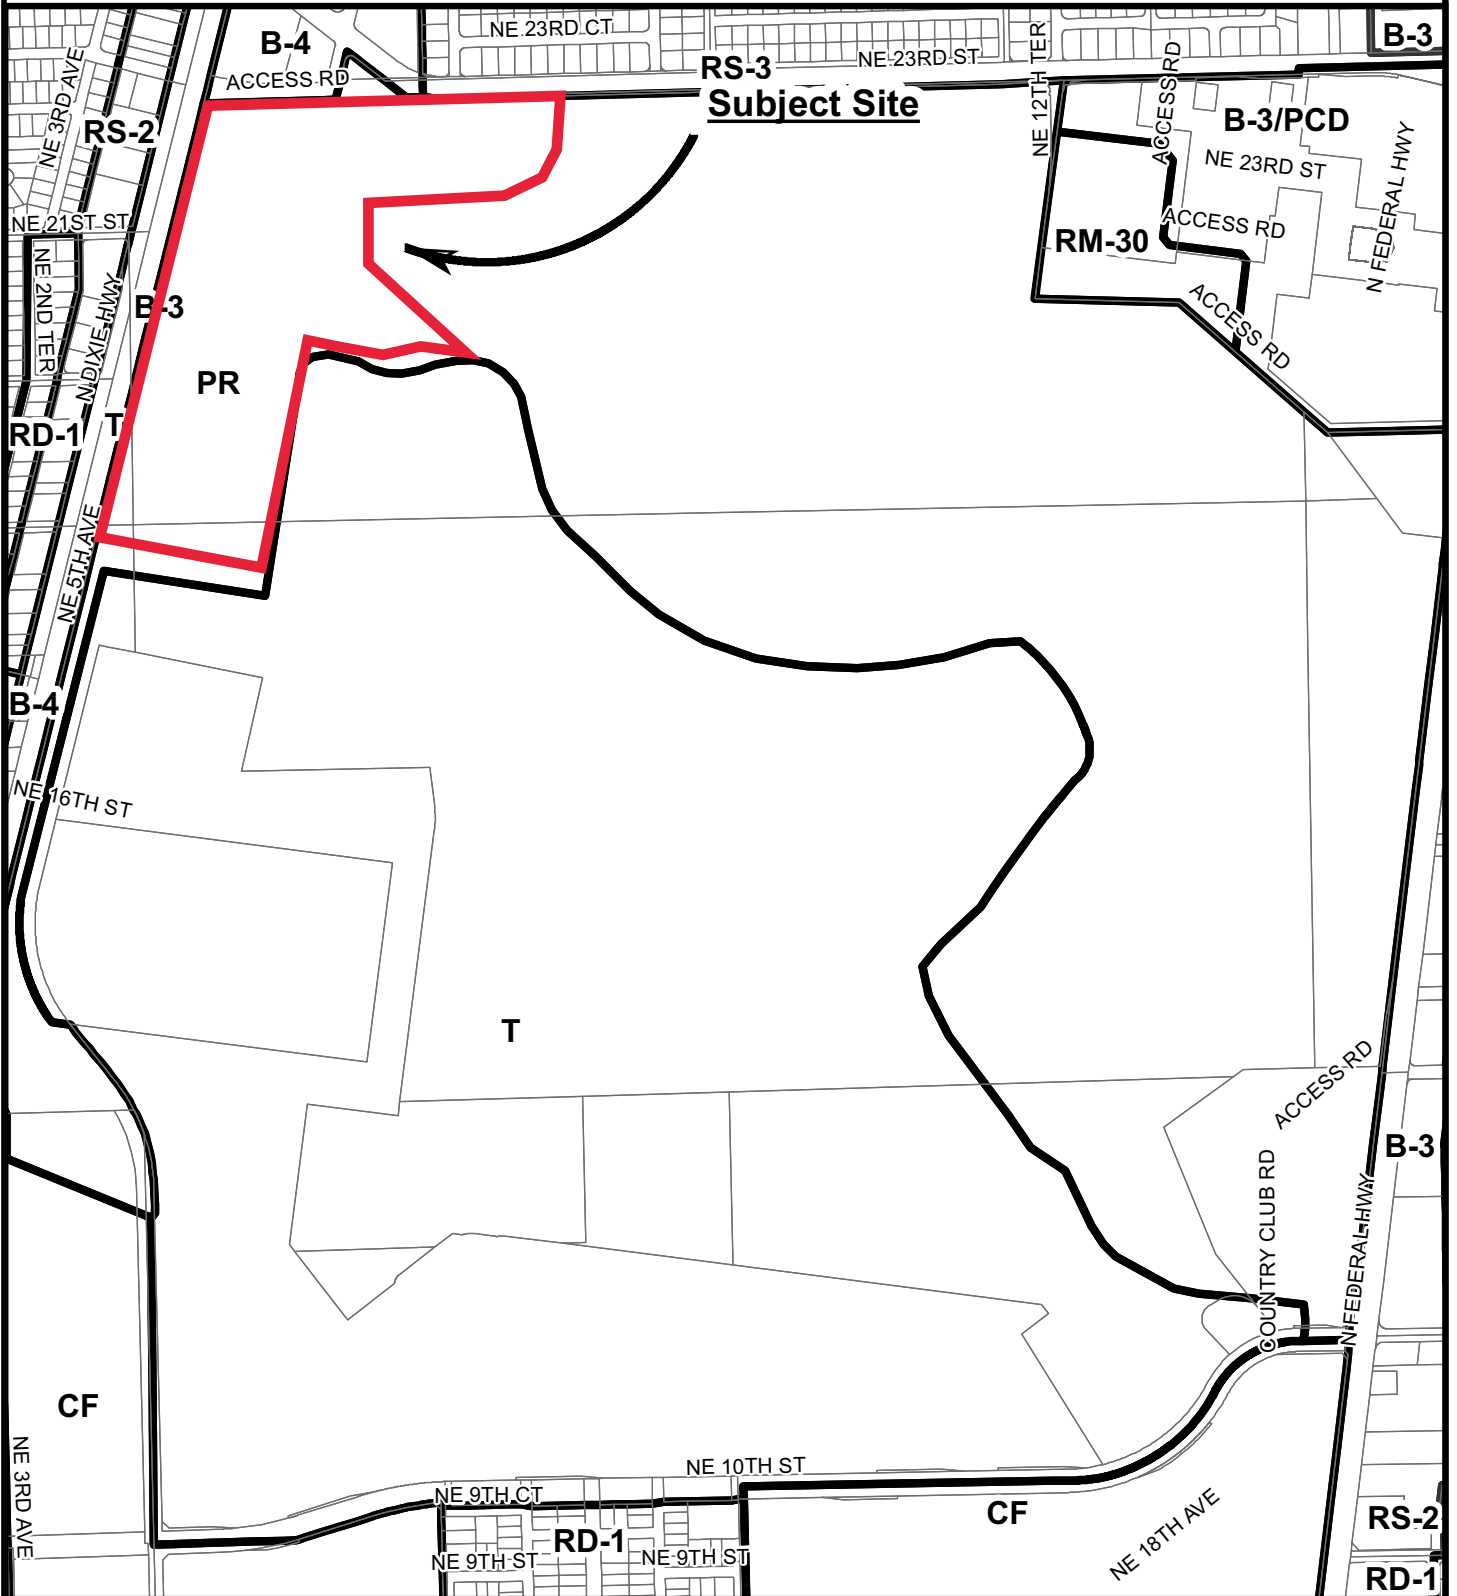 NE 23RD CT
B-4
B-3
NE 23RD ST
RS-3
ACCESS RD
Subject Site
NE 12TH TER
ACCESS RD
B-3/PCD
NE 3RD AVE
RS-2
NE 23RD ST
N FEDERAL HWY
NE 21ST ST
ACCESS RD
RM-30
NE 2ND TER
B-3
N DIXIE HWY
ACCESS RD
PR
T
RD-1
NE 5TH AVE
B-4
NE 16TH ST
T
ACCESS RD
B-3
COUNTRY CLUB RD
N FEDERAL HWY
CF
NE 3RD AVE
NE 10TH ST
NE 9TH CT
CF
RS-2
RD-1
NE 18TH AVE
NE 9TH ST
NE 9TH ST
RD-1